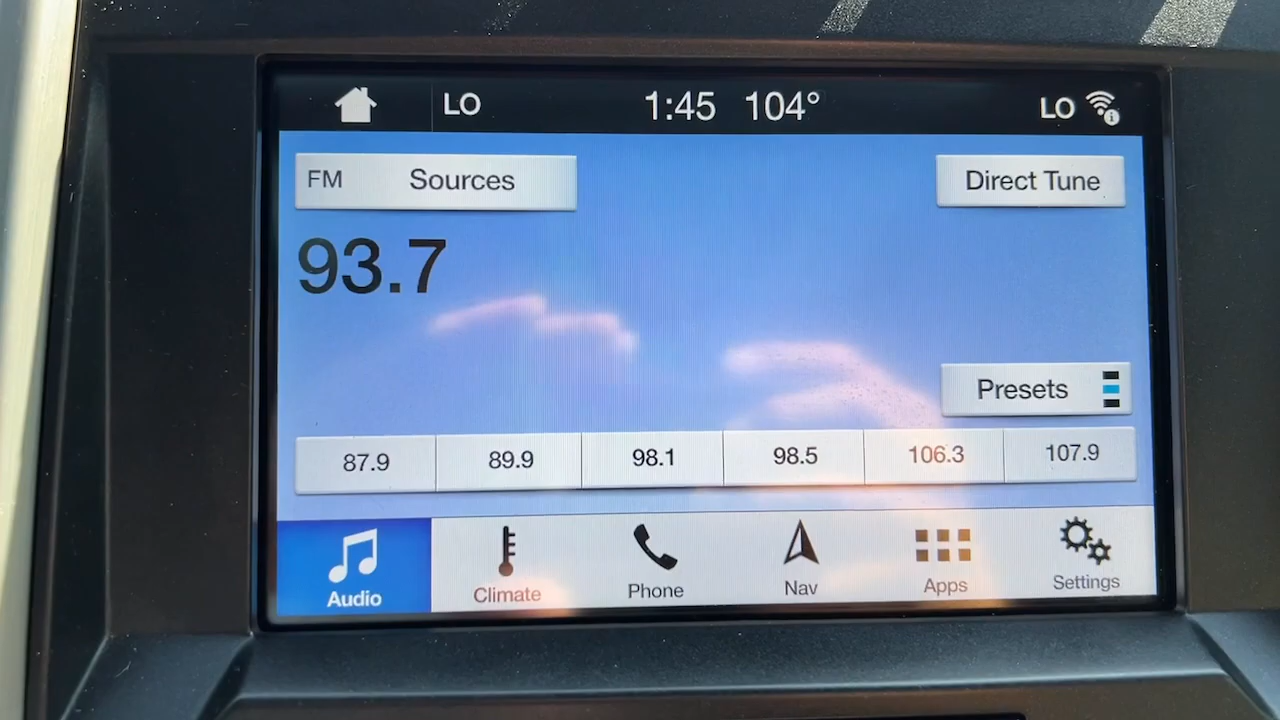 LO 1:45 104° LO
FM Sources Direct Tune
93.7
Presets
87.9 89.9 98.1 98.5 106.3 107.9
Audio Climate Phone Nav Apps Settings